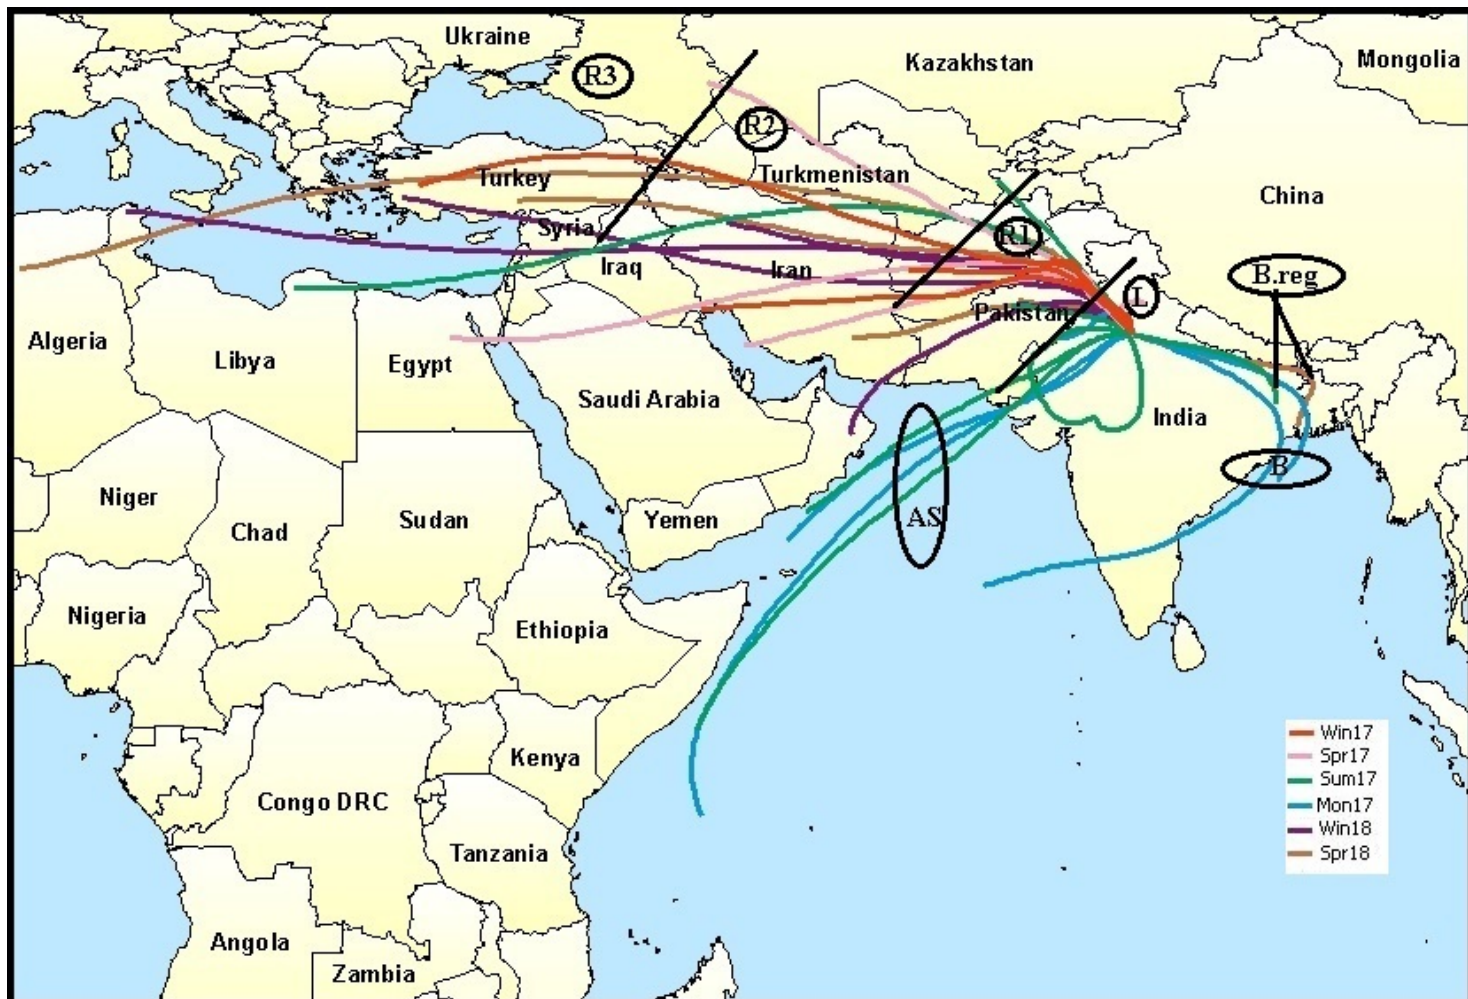 Ukraine
R3
Kazakhstan
Mongolia
R2
Turkey
Turkmenistan
China
Syria
R1
Iraq
Iran
B.reg
L
Pakistan
Algeria
Libya
Egypt
Saudi Arabia
India
B
Niger
Chad
Sudan
Yemen
AS
Nigeria
Ethiopia
Kenya
Congo DRC
Tanzania
Angola
Zambia
Win17
Spr17
Sum17
Mon17
Win18
Spr18